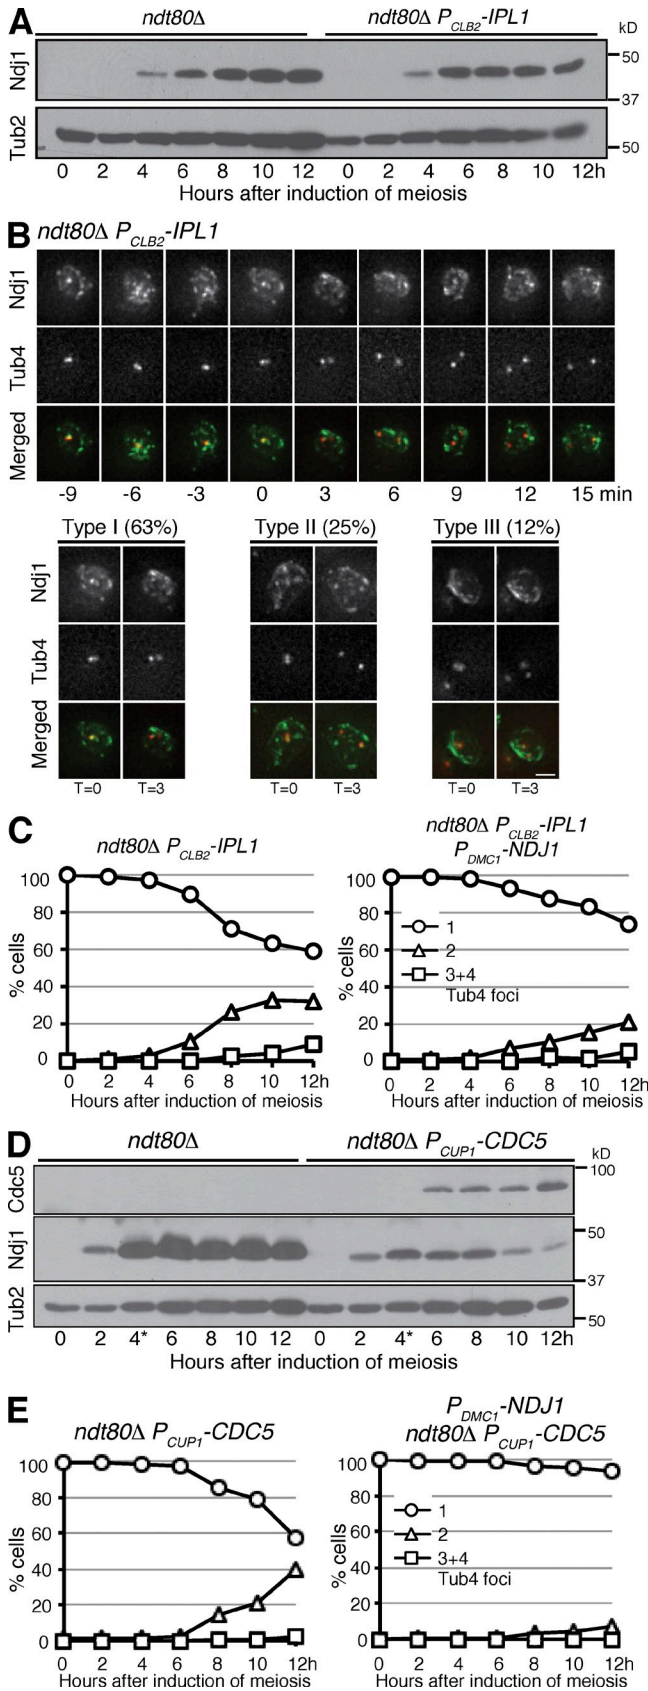 A
ndt80Δ
ndt80Δ P_CLB2-IPL1
kD
Ndj1
50
37
Tub2
50
0 2 4 6 8 10 12 0 2 4 6 8 10 12h
Hours after induction of meiosis
B
ndt80Δ P_CLB2-IPL1
Ndj1
Tub4
Merged
-9 -6 -3 0 3 6 9 12 15 min
Type I (63%) Type II (25%) Type III (12%)
Ndj1
Tub4
Merged
T=0 T=3 T=0 T=3 T=0 T=3
C
ndt80Δ P_CLB2-IPL1
ndt80Δ P_CLB2-IPL1
P_DMC1-NDJ1
% cells
100
80
60
40
20
0
0 2 4 6 8 10 12h
Hours after induction of meiosis
% cells
100
80
60
40
20
0
1
2
3+4
Tub4 foci
0 2 4 6 8 10 12h
Hours after induction of meiosis
D
ndt80Δ
ndt80Δ P_CUP1-CDC5
kD
Cdc5
100
Ndj1
50
37
Tub2
50
0 2 4* 6 8 10 12 0 2 4* 6 8 10 12h
Hours after induction of meiosis
E
ndt80Δ P_CUP1-CDC5
P_DMC1-NDJ1
ndt80Δ P_CUP1-CDC5
% cells
100
80
60
40
20
0
0 2 4 6 8 10 12h
Hours after induction of meiosis
% cells
100
80
60
40
20
0
1
2
3+4
Tub4 foci
0 2 4 6 8 10 12h
Hours after induction of meiosis